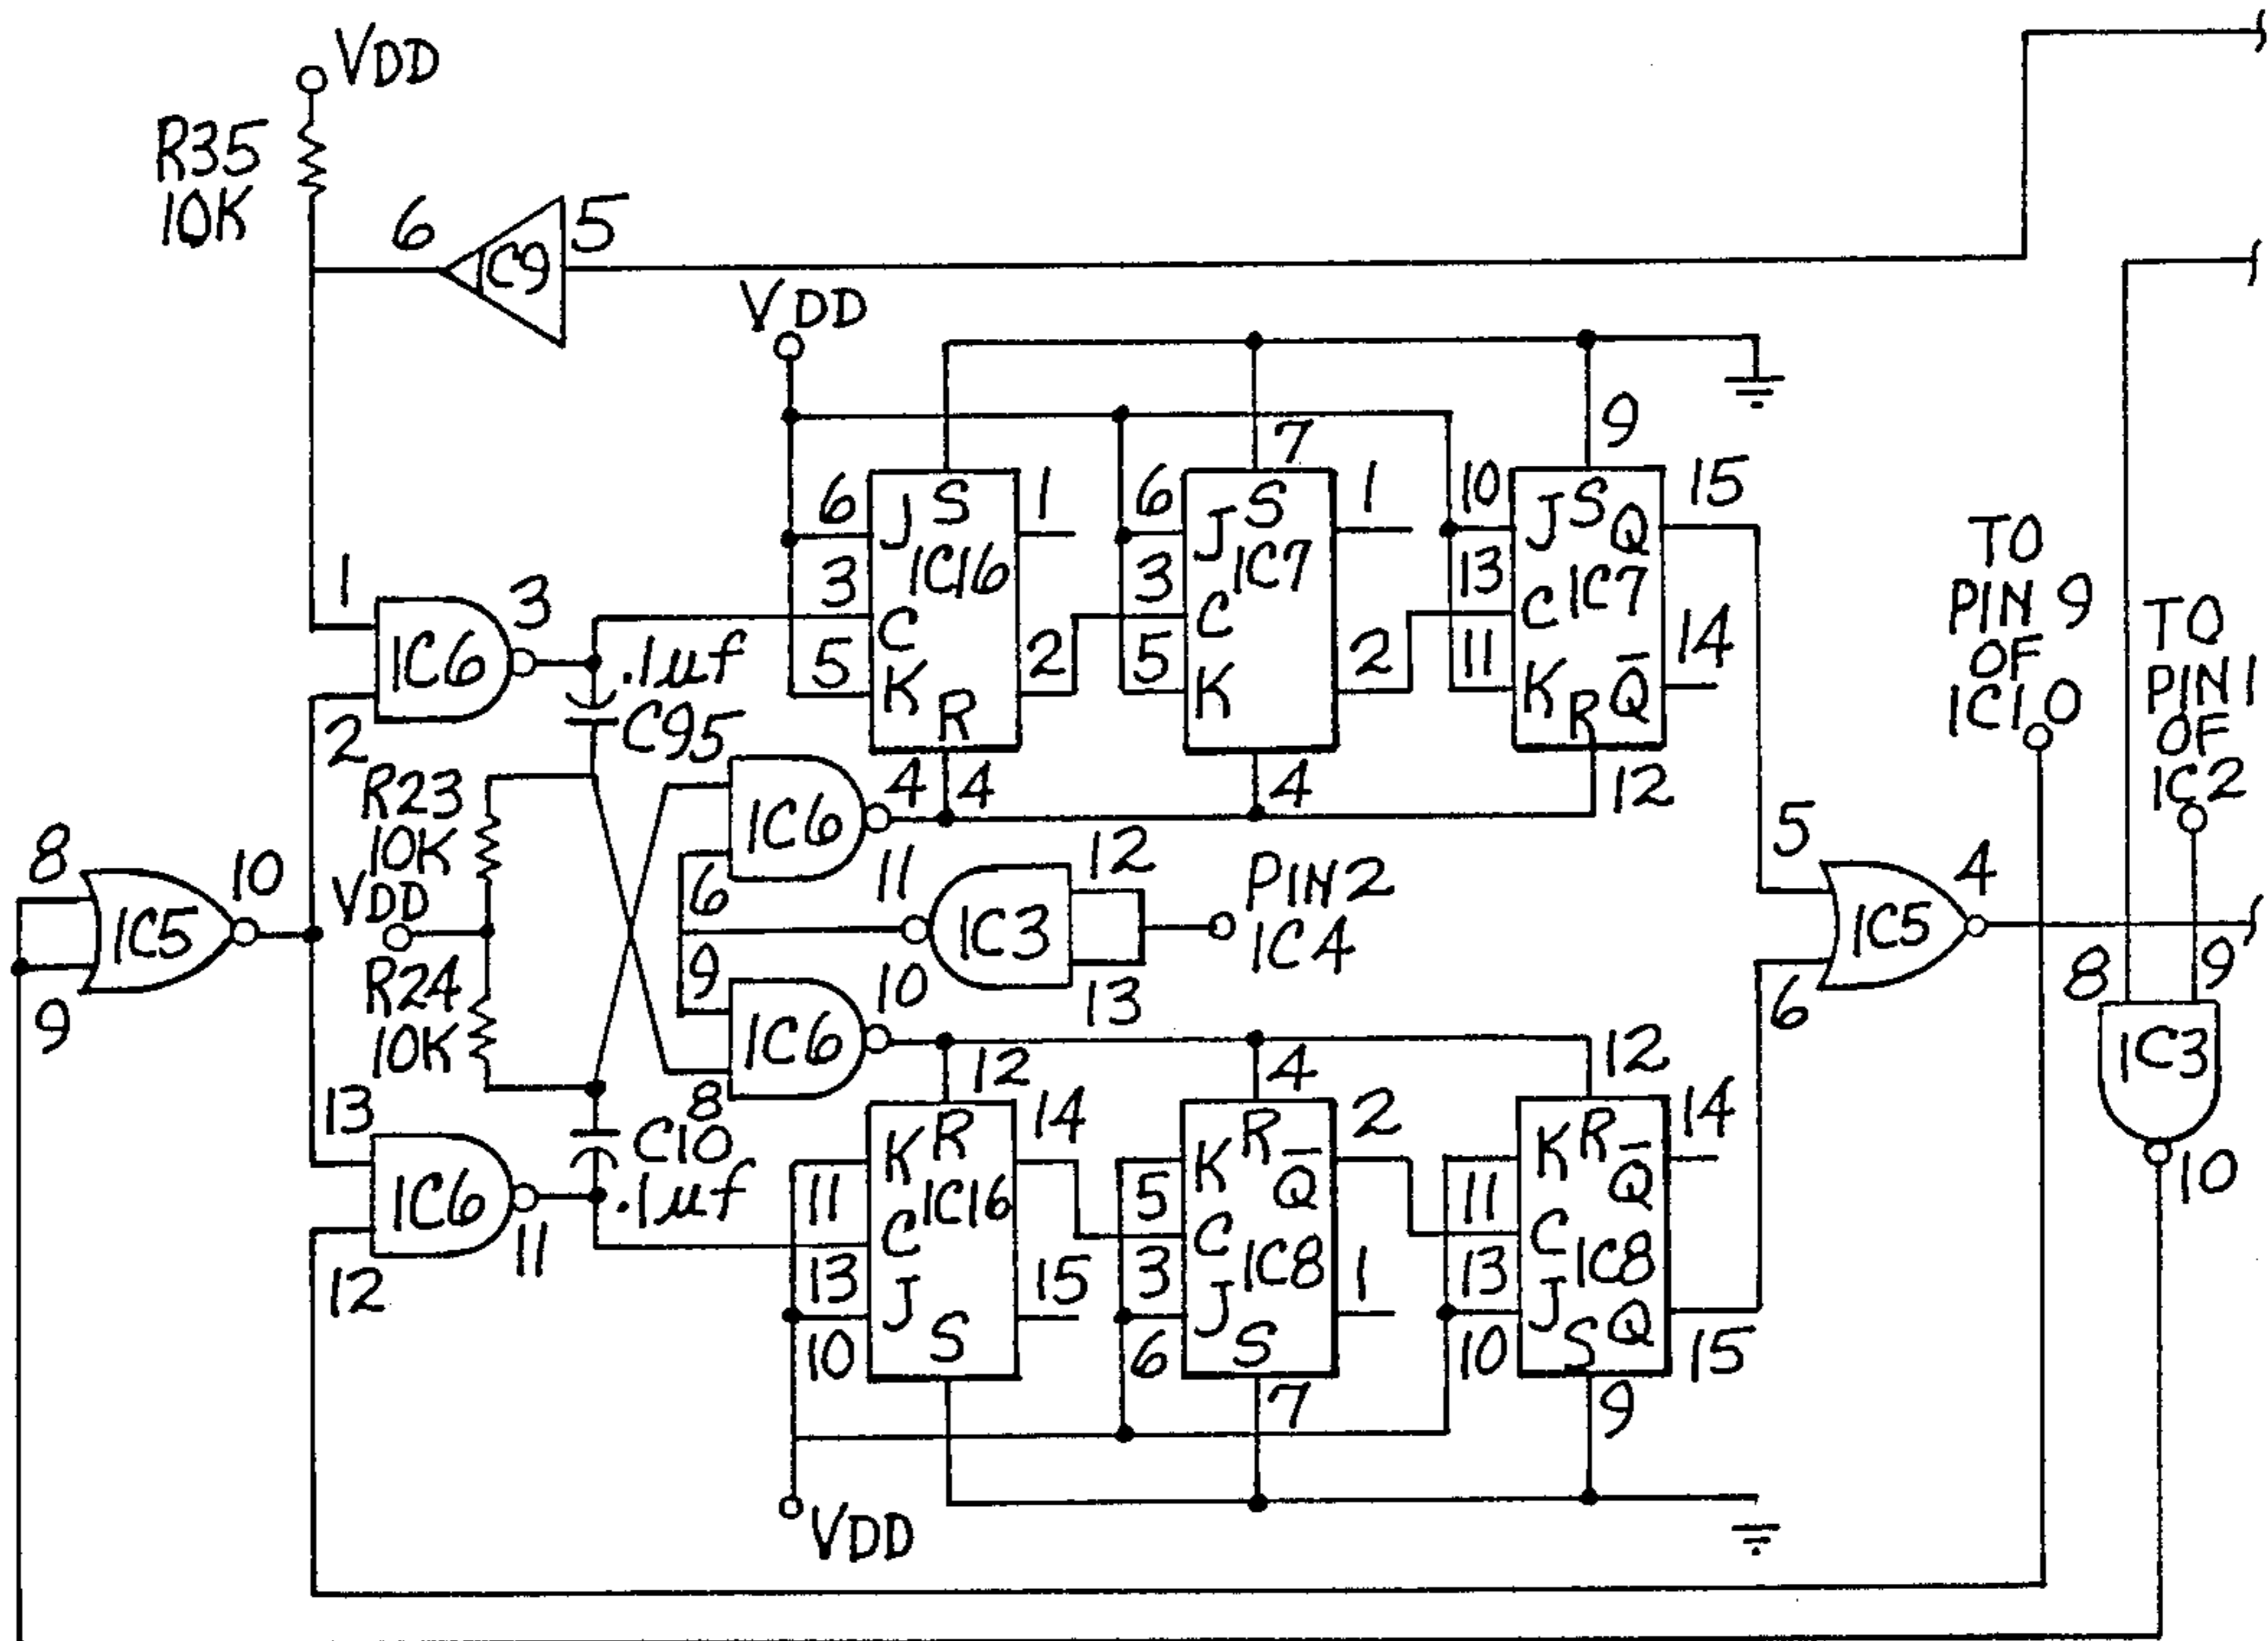 VDD
R35
10K
6
IC9
5
VDD
9
7
6
J
S
1
3
IC16
C
5
K
R
2
6
J
S
1
3
IC7
C
5
K
2
10
J
S
Q
15
13
C
IC7
11
K
R
Q̅
14
TO
PIN 9
OF
IC10
TO
PIN 1
OF
IC2
1
IC6
3
2
.1µf
C95
R23
10K
IC6
4
4
4
12
6
8
IC5
10
9
VDD
11
IC3
12
13
PIN 2
IC4
5
IC5
4
6
8
9
IC3
10
R24
10K
9
IC6
10
8
12
4
12
13
IC6
11
12
C10
.1µf
K
R
14
11
IC16
C
13
J
15
10
S
K
R
2
5
Q̅
C
3
IC8
J
1
6
S
7
K
R
14
11
Q̅
C
13
IC8
J
Q
10
S
15
9
VDD